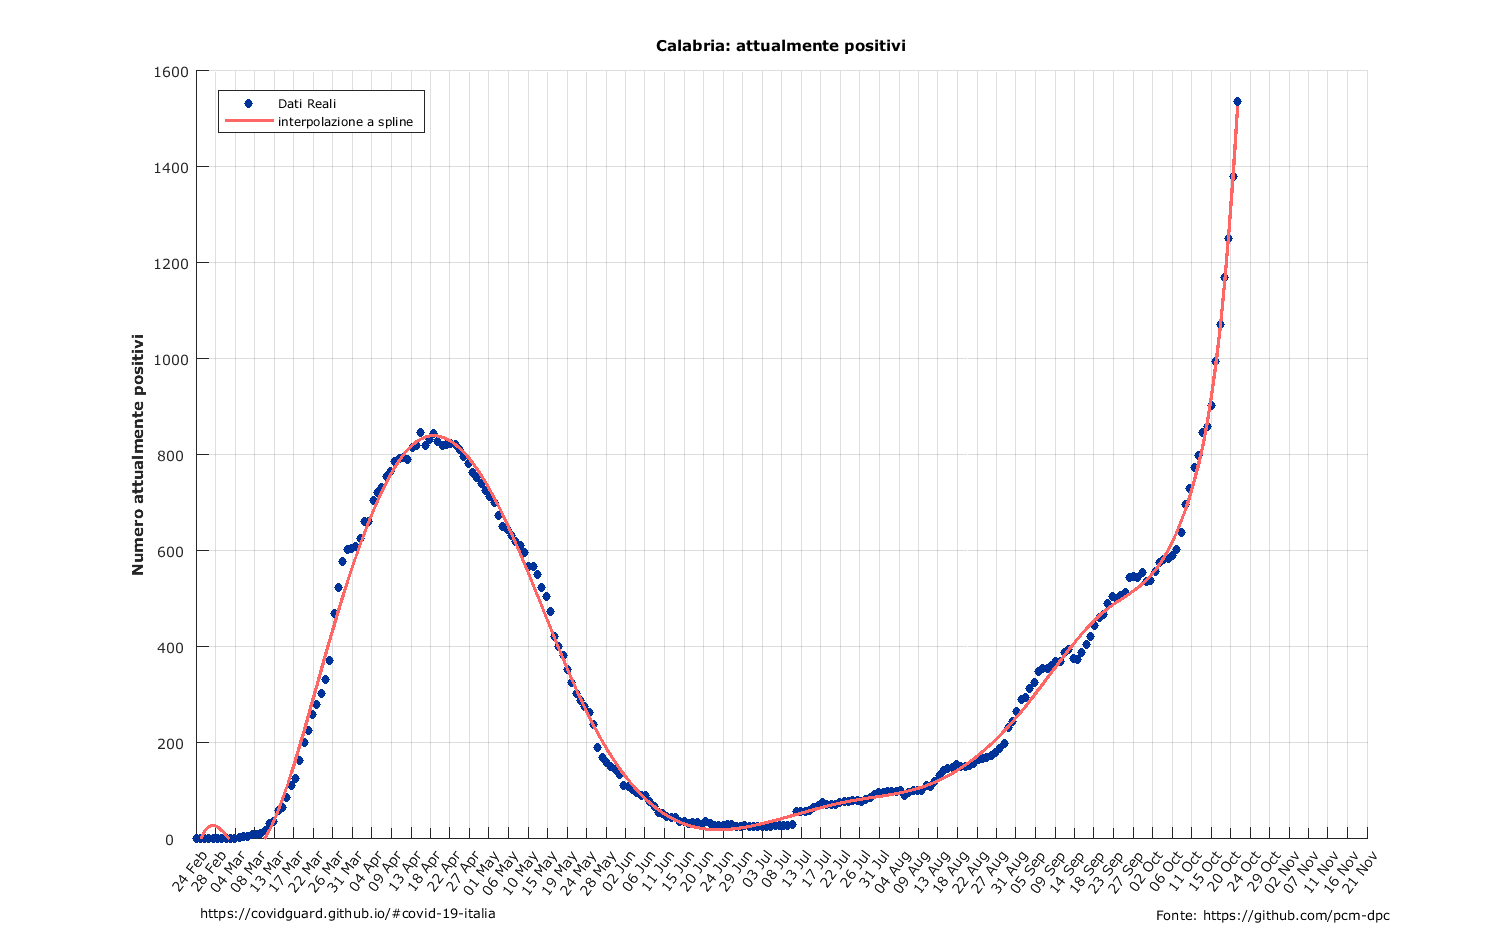 Calabria: attualmente positivi
Dati Reali
interpolazione a spline
Numero attualmente positivi
1600
1400
1200
1000
800
600
400
200
0
24 Feb
28 Feb
04 Mar
08 Mar
13 Mar
17 Mar
22 Mar
26 Mar
31 Mar
04 Apr
09 Apr
13 Apr
18 Apr
22 Apr
27 Apr
01 May
06 May
10 May
15 May
19 May
24 May
28 May
02 Jun
06 Jun
11 Jun
15 Jun
20 Jun
24 Jun
29 Jun
03 Jul
08 Jul
13 Jul
17 Jul
22 Jul
26 Jul
31 Jul
04 Aug
09 Aug
13 Aug
18 Aug
22 Aug
27 Aug
31 Aug
05 Sep
09 Sep
14 Sep
18 Sep
23 Sep
27 Sep
02 Oct
06 Oct
11 Oct
15 Oct
20 Oct
24 Oct
29 Oct
02 Nov
07 Nov
11 Nov
16 Nov
21 Nov
https://covidguard.github.io/#covid-19-italia
Fonte: https://github.com/pcm-dpc